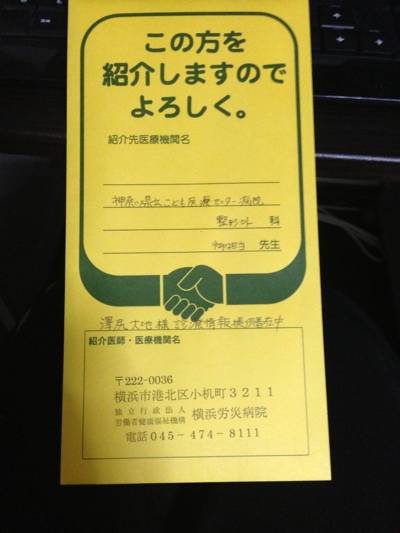 この方を
紹介しますので
よろしく。
紹介先医療機関名
神奈川県立こども医療センター病院
整形外 科
御担当 先生
澤尻大地様 診療情報提供書在中
紹介医師・医療機関名
〒222-0036
横浜市港北区小机町3211
独立行政法人
労働者健康福祉機構 横浜労災病院
電話045-474-8111